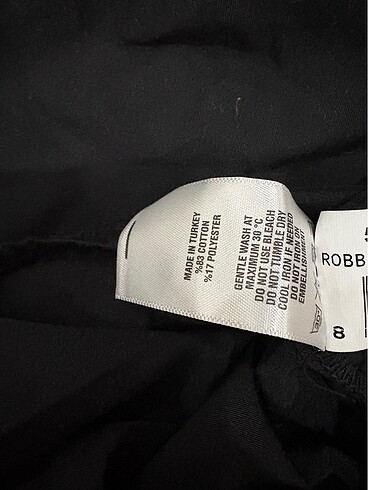 MADE IN TURKEY
%83 COTTON
%17 POLYESTER
GENTLE WASH AT
MAXIMUM 30 °C
DO NOT USE BLEACH
DO NOT TUMBLE DRY
COOL IRON IF NEEDED
DO NOT IRON ON
EMBELLISHMENT
ROBB
8